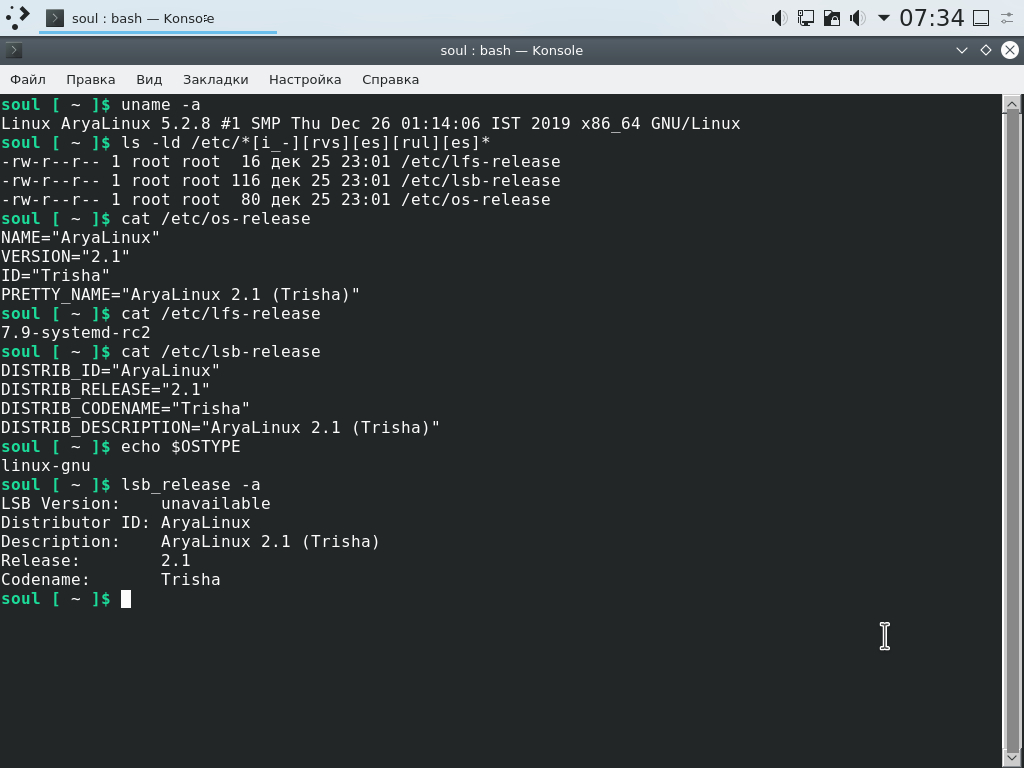 soul : bash — Konsole
07:34
soul : bash — Konsole
Файл Правка Вид Закладки Настройка Справка
soul [ ~ ]$ uname -a
Linux AryaLinux 5.2.8 #1 SMP Thu Dec 26 01:14:06 IST 2019 x86_64 GNU/Linux
soul [ ~ ]$ ls -ld /etc/*[i_-][rvs][es][rul][es]*
-rw-r--r-- 1 root root  16 дек 25 23:01 /etc/lfs-release
-rw-r--r-- 1 root root 116 дек 25 23:01 /etc/lsb-release
-rw-r--r-- 1 root root  80 дек 25 23:01 /etc/os-release
soul [ ~ ]$ cat /etc/os-release
NAME="AryaLinux"
VERSION="2.1"
ID="Trisha"
PRETTY_NAME="AryaLinux 2.1 (Trisha)"
soul [ ~ ]$ cat /etc/lfs-release
7.9-systemd-rc2
soul [ ~ ]$ cat /etc/lsb-release
DISTRIB_ID="AryaLinux"
DISTRIB_RELEASE="2.1"
DISTRIB_CODENAME="Trisha"
DISTRIB_DESCRIPTION="AryaLinux 2.1 (Trisha)"
soul [ ~ ]$ echo $OSTYPE
linux-gnu
soul [ ~ ]$ lsb_release -a
LSB Version:    unavailable
Distributor ID: AryaLinux
Description:    AryaLinux 2.1 (Trisha)
Release:        2.1
Codename:       Trisha
soul [ ~ ]$